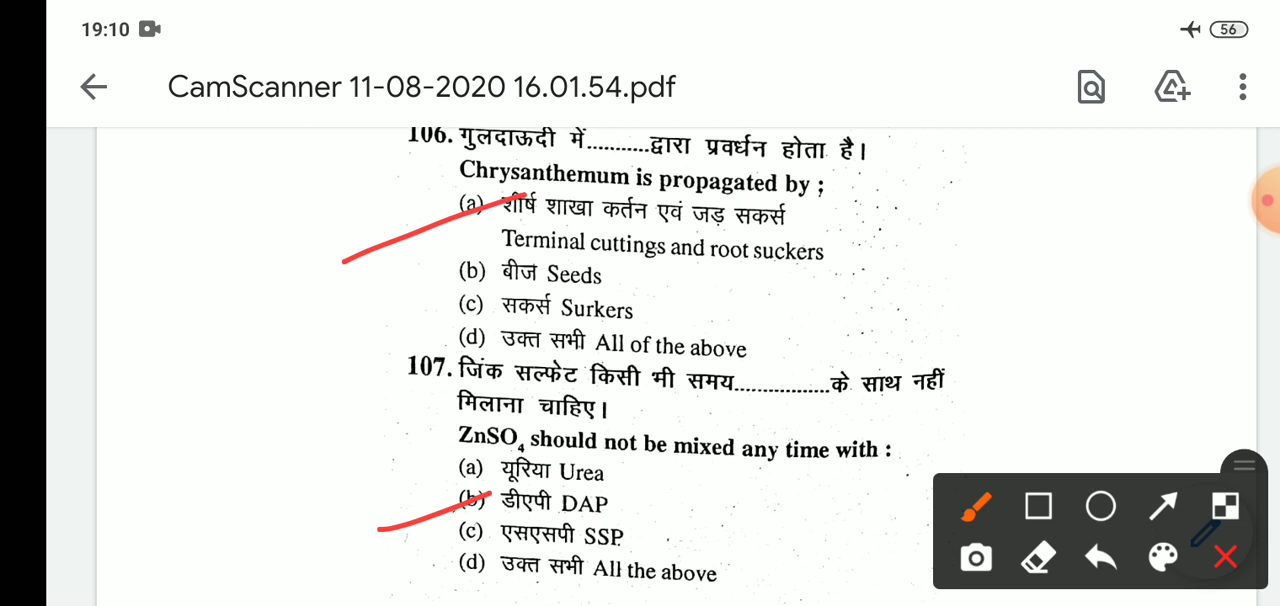 19:10
56
CamScanner 11-08-2020 16.01.54.pdf
106. गुलदाऊदी में...........द्वारा प्रवर्धन होता है।
Chrysanthemum is propagated by ;
(a) शीर्ष शाखा कर्तन एवं जड़ सकर्स
Terminal cuttings and root suckers
(b) बीज Seeds
(c) सकर्स Surkers
(d) उक्त सभी All of the above
107. जिंक सल्फेट किसी भी समय.................के साथ नहीं
मिलाना चाहिए।
ZnSO₄ should not be mixed any time with :
(a) यूरिया Urea
(b) डीएपी DAP
(c) एसएसपी SSP
(d) उक्त सभी All the above